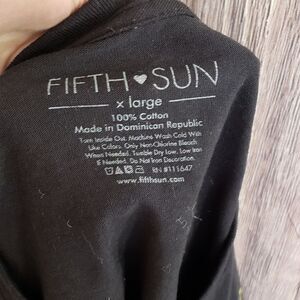 FIFTH ♥ SUN
x large
100% Cotton
Made in Dominican Republic
Turn Inside Out. Machine Wash Cold With
Like Colors. Only Non-Chlorine Bleach
When Needed. Tumble Dry Low. Low Iron
If Needed. Do Not Iron Decoration.
RN #111647
www.fifthsun.com